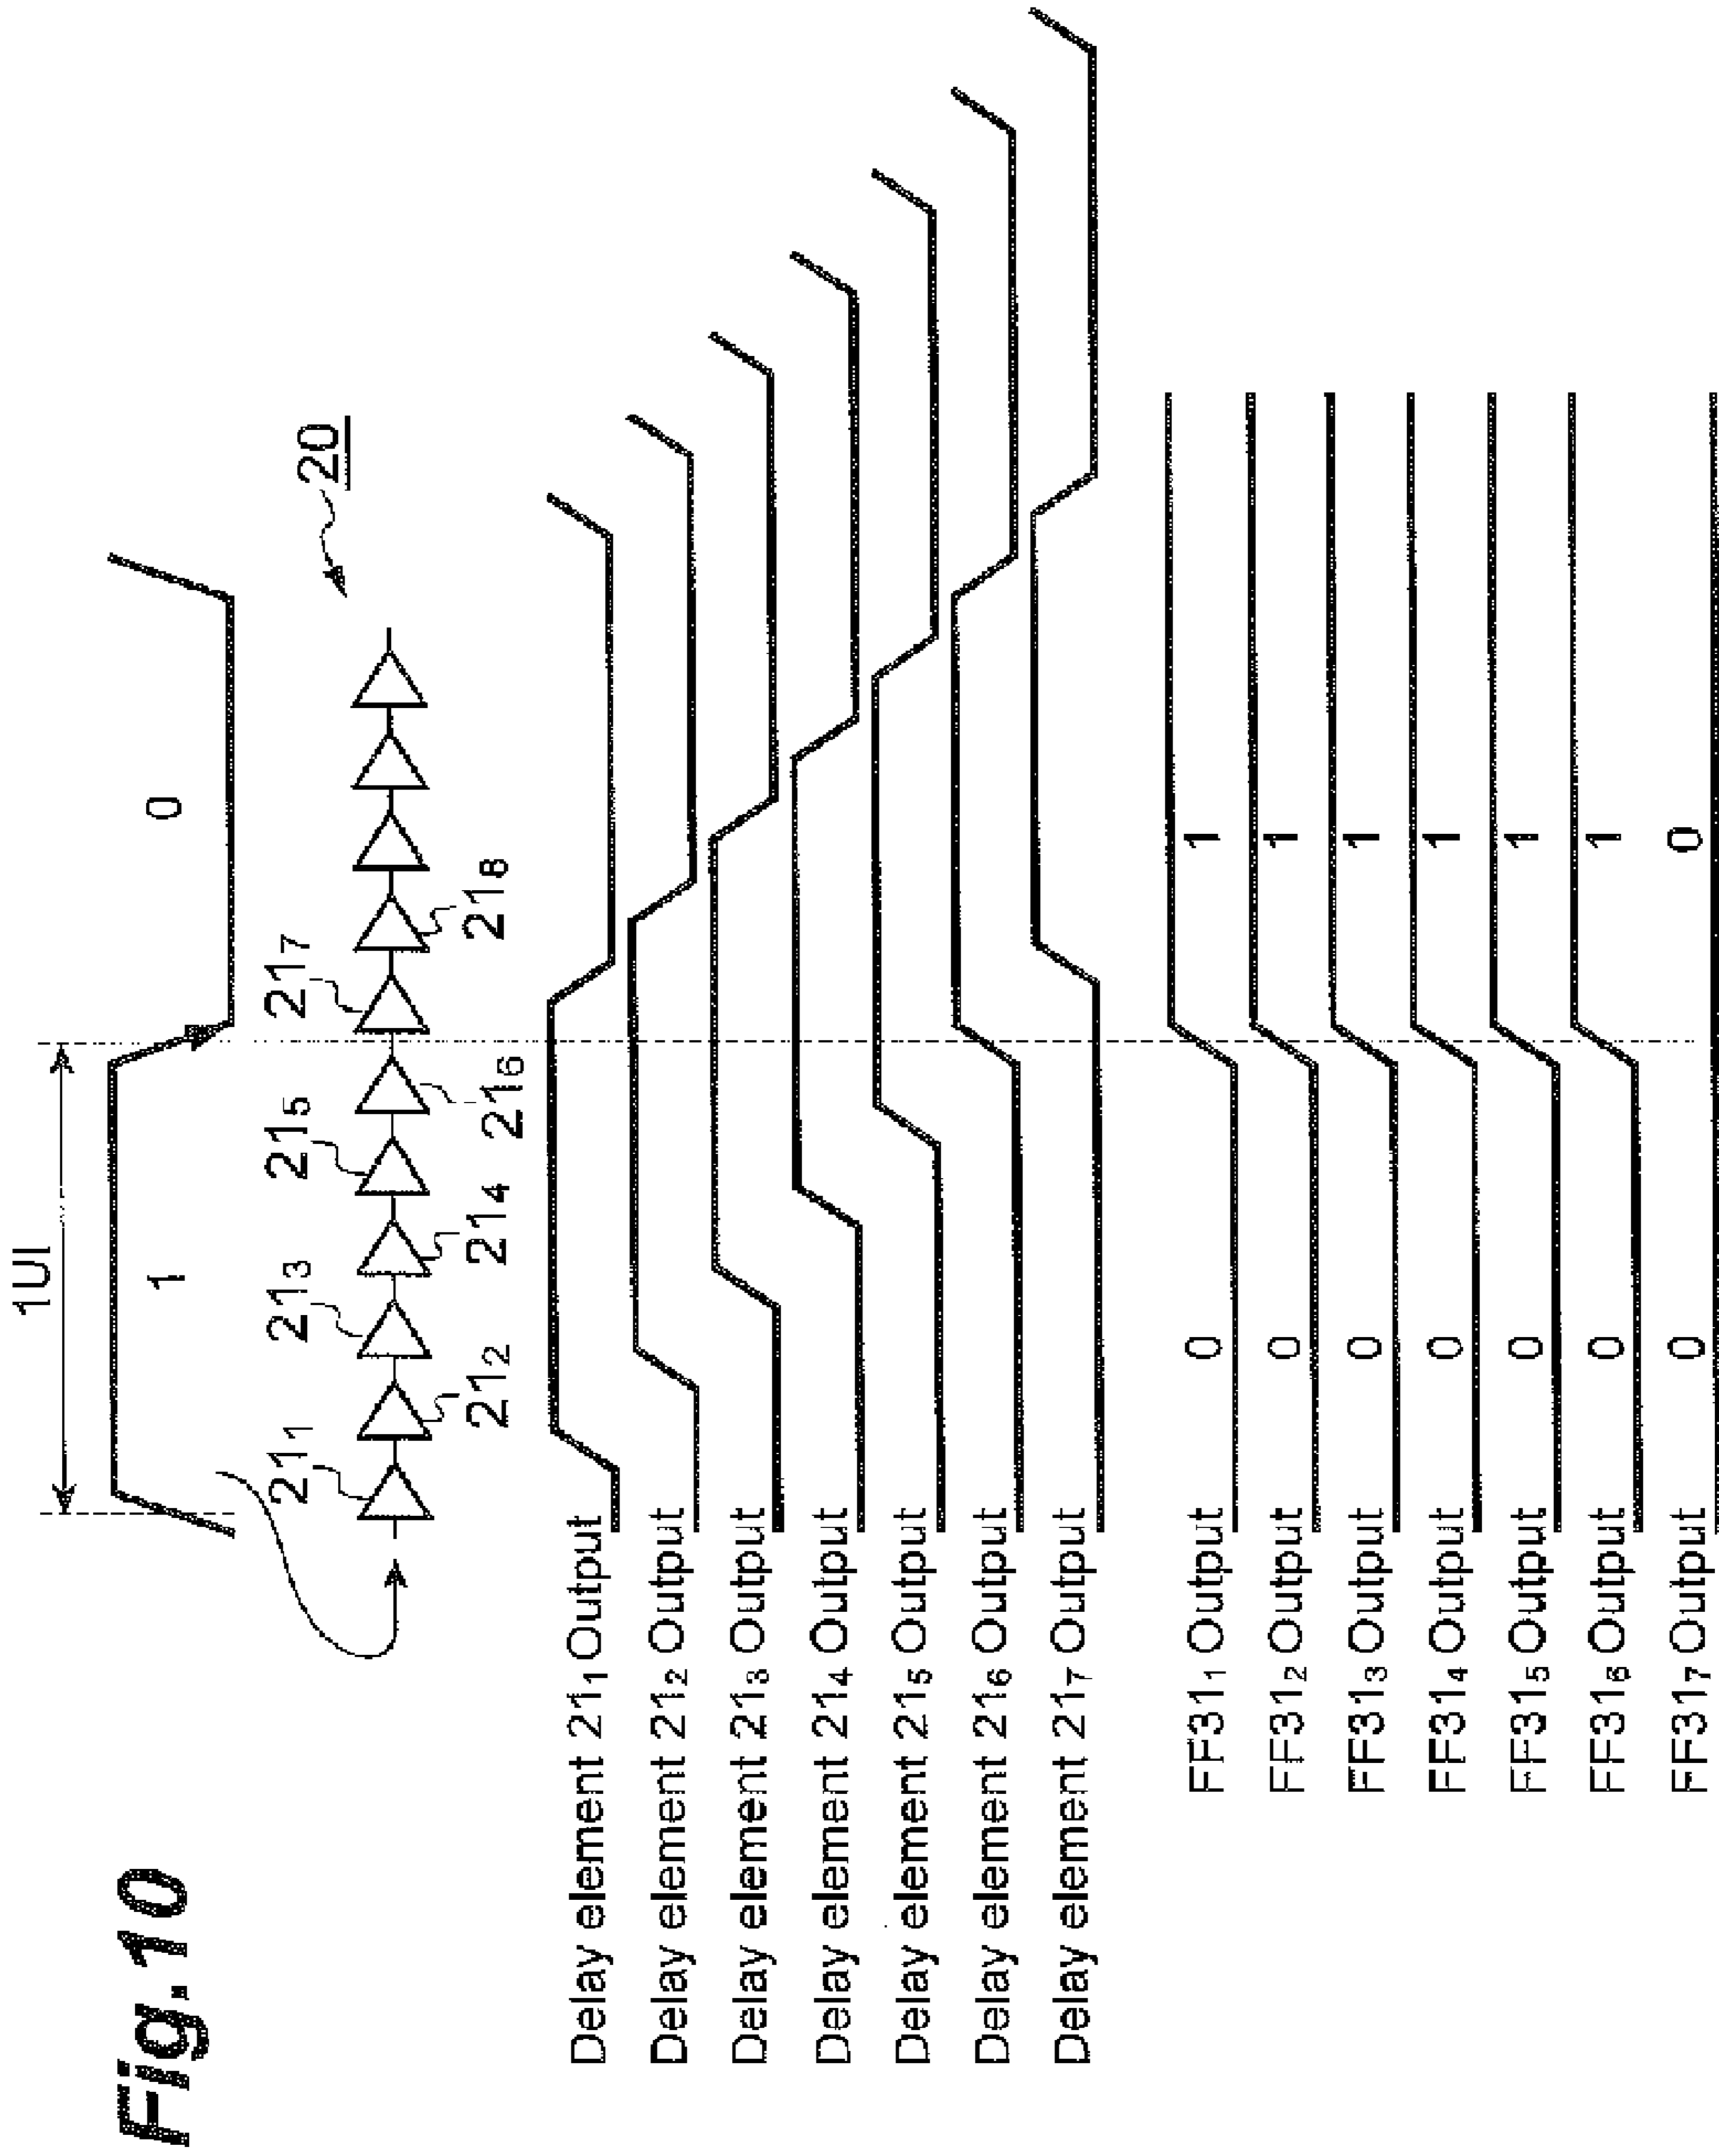 Fig.10
1UI
1 0
20
21₁ 21₃ 21₅ 21₇
21₂ 21₄ 21₆ 21₈
Delay element 21₁ Output
Delay element 21₂ Output
Delay element 21₃ Output
Delay element 21₄ Output
Delay element 21₅ Output
Delay element 21₆ Output
Delay element 21₇ Output
FF31₁ Output 0 1
FF31₂ Output 0 1
FF31₃ Output 0 1
FF31₄ Output 0 1
FF31₅ Output 0 1
FF31₆ Output 0 1
FF31₇ Output 0 0